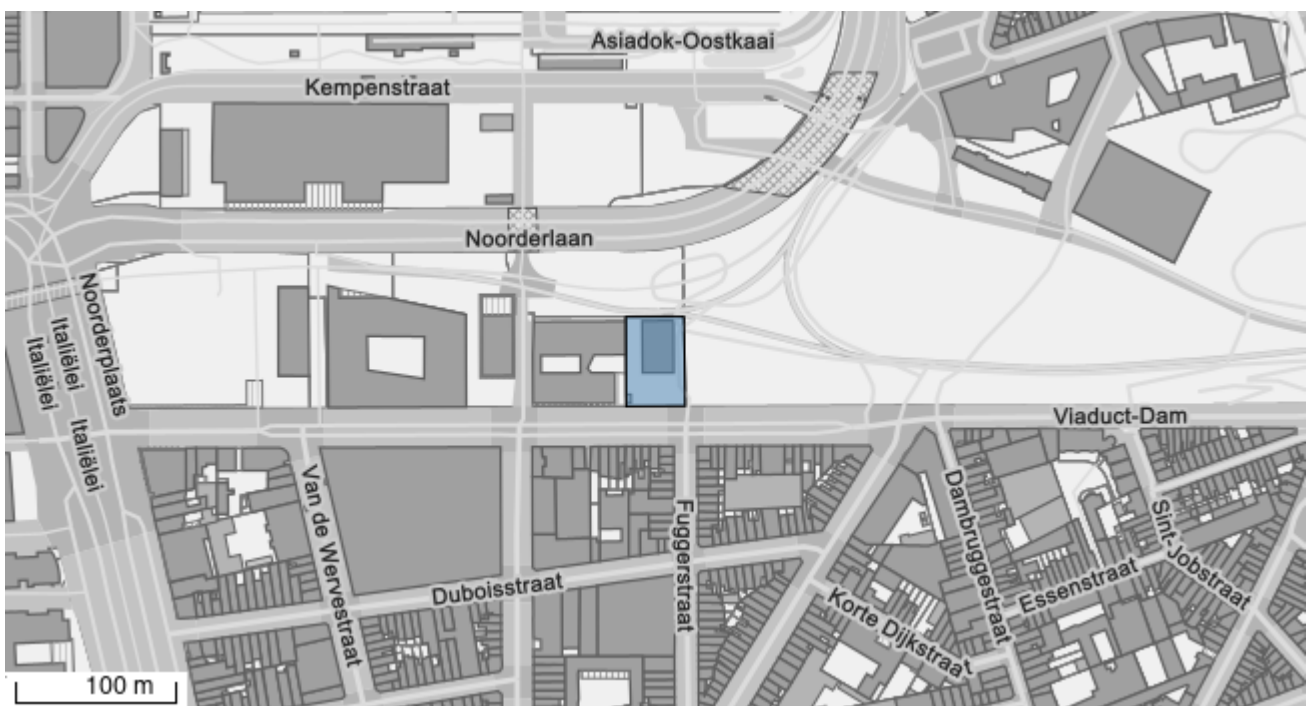 Asiadok-Oostkaai
Kempenstraat
Noorderlaan
Noorderplaats
Italiëlei
Italiëlei
Italiëlei
Viaduct-Dam
Van de Wervestraat
Duboisstraat
Fuggerstraat
Dambruggestraat
Sint-Jobstraat
Essenstraat
Korte Dijkstraat
100 m